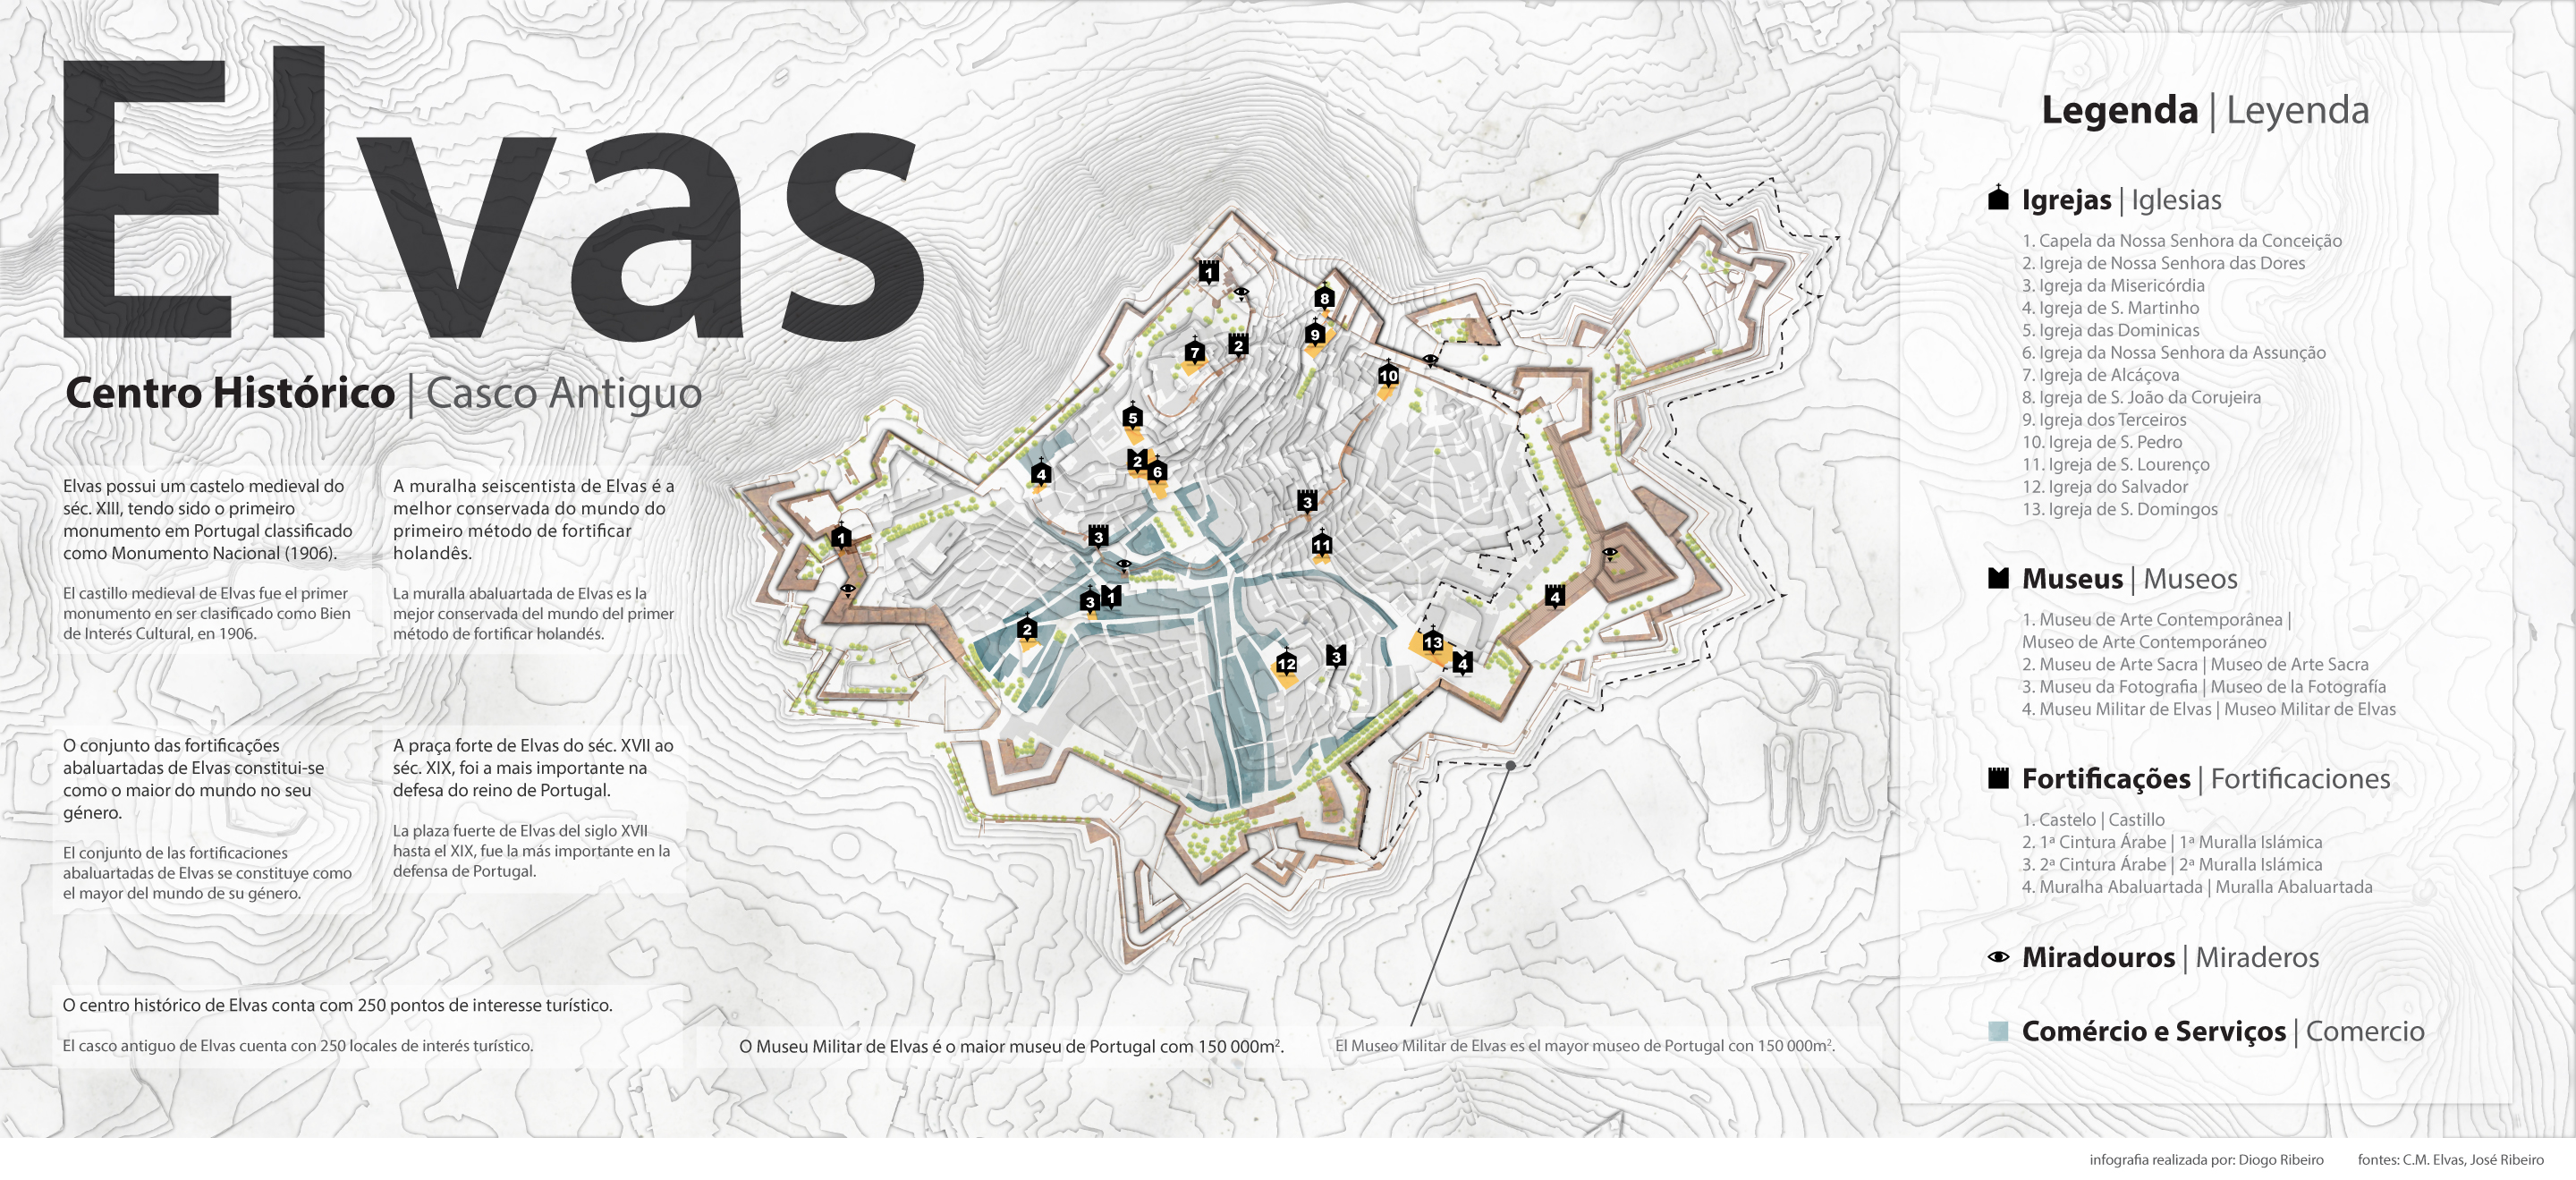 Elvas
Centro Histórico | Casco Antiguo
Elvas possui um castelo medieval do
séc. XIII, tendo sido o primeiro
monumento em Portugal classificado
como Monumento Nacional (1906).
El castillo medieval de Elvas fue el primer
monumento en ser clasificado como Bien
de Interés Cultural, en 1906.
A muralha seiscentista de Elvas é a
melhor conservada do mundo do
primeiro método de fortificar
holandês.
La muralla abaluartada de Elvas es la
mejor conservada del mundo del primer
método de fortificar holandés.
O conjunto das fortificações
abaluartadas de Elvas constitui-se
como o maior do mundo no seu
género.
El conjunto de las fortificaciones
abaluartadas de Elvas se constituye como
el mayor del mundo de su género.
A praça forte de Elvas do séc. XVII ao
séc. XIX, foi a mais importante na
defesa do reino de Portugal.
La plaza fuerte de Elvas del siglo XVII
hasta el XIX, fue la más importante en la
defensa de Portugal.
O centro histórico de Elvas conta com 250 pontos de interesse turístico.
El casco antiguo de Elvas cuenta con 250 locales de interés turístico.
1
8
9
2
7
10
5
2
6
4
3
1
3
11
3
1
4
2
13
12
3
4
O Museu Militar de Elvas é o maior museu de Portugal com 150 000m².
El Museo Militar de Elvas es el mayor museo de Portugal con 150 000m².
Legenda | Leyenda
Igrejas | Iglesias
1. Capela da Nossa Senhora da Conceição
2. Igreja de Nossa Senhora das Dores
3. Igreja da Misericórdia
4. Igreja de S. Martinho
5. Igreja das Dominicas
6. Igreja da Nossa Senhora da Assunção
7. Igreja de Alcáçova
8. Igreja de S. João da Corujeira
9. Igreja dos Terceiros
10. Igreja de S. Pedro
11. Igreja de S. Lourenço
12. Igreja do Salvador
13. Igreja de S. Domingos
Museus | Museos
1. Museu de Arte Contemporânea |
Museo de Arte Contemporáneo
2. Museu de Arte Sacra | Museo de Arte Sacra
3. Museu da Fotografia | Museo de la Fotografía
4. Museu Militar de Elvas | Museo Militar de Elvas
Fortificações | Fortificaciones
1. Castelo | Castillo
2. 1ª Cintura Árabe | 1ª Muralla Islámica
3. 2ª Cintura Árabe | 2ª Muralla Islámica
4. Muralha Abaluartada | Muralla Abaluartada
Miradouros | Miraderos
Comércio e Serviços | Comercio
infografia realizada por: Diogo Ribeiro
fontes: C.M. Elvas, José Ribeiro